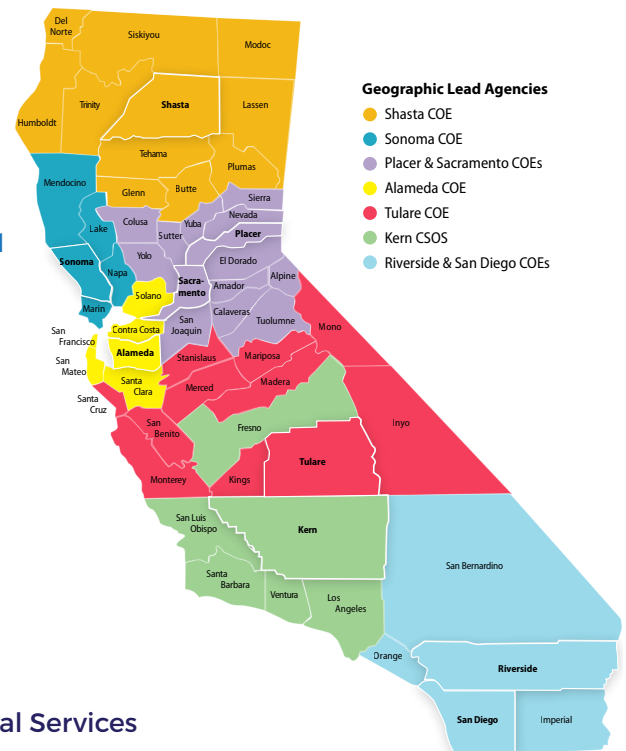 Del
Norte
Siskiyou
Modoc
Humboldt
Trinity
Shasta
Lassen
Tehama
Plumas
Mendocino
Glenn
Butte
Sierra
Lake
Colusa
Sutter
Yuba
Nevada
Placer
Sonoma
Napa
Yolo
El Dorado
Sacra-
mento
Amador
Alpine
Solano
Marin
Contra Costa
San
Joaquin
Calaveras
Tuolumne
Mono
San
Francisco
Alameda
Stanislaus
Mariposa
San
Mateo
Santa
Clara
Merced
Madera
Santa
Cruz
San
Benito
Fresno
Inyo
Monterey
Kings
Tulare
San Luis
Obispo
Kern
Santa
Barbara
Ventura
Los
Angeles
San Bernardino
Orange
Riverside
San Diego
Imperial
Geographic Lead Agencies
Shasta COE
Sonoma COE
Placer & Sacramento COEs
Alameda COE
Tulare COE
Kern CSOS
Riverside & San Diego COEs
al Services